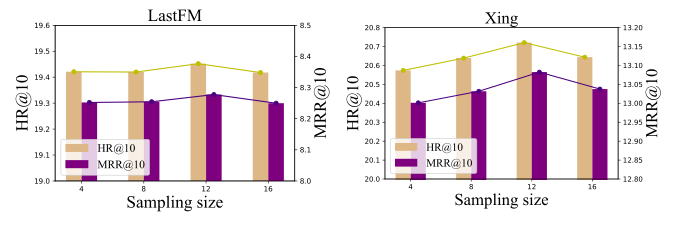 LastFM
19.6
19.5
19.4
19.3
19.2
19.1
19.0
HR@10
8.5
8.4
8.3
8.2
8.1
8.0
MRR@10
HR@10
MRR@10
4 8 12 16
Sampling size
Xing
20.8
20.7
20.6
20.5
20.4
20.3
20.2
20.1
20.0
HR@10
13.20
13.15
13.10
13.05
13.00
12.95
12.90
12.85
12.80
MRR@10
HR@10
MRR@10
4 8 12 16
Sampling size